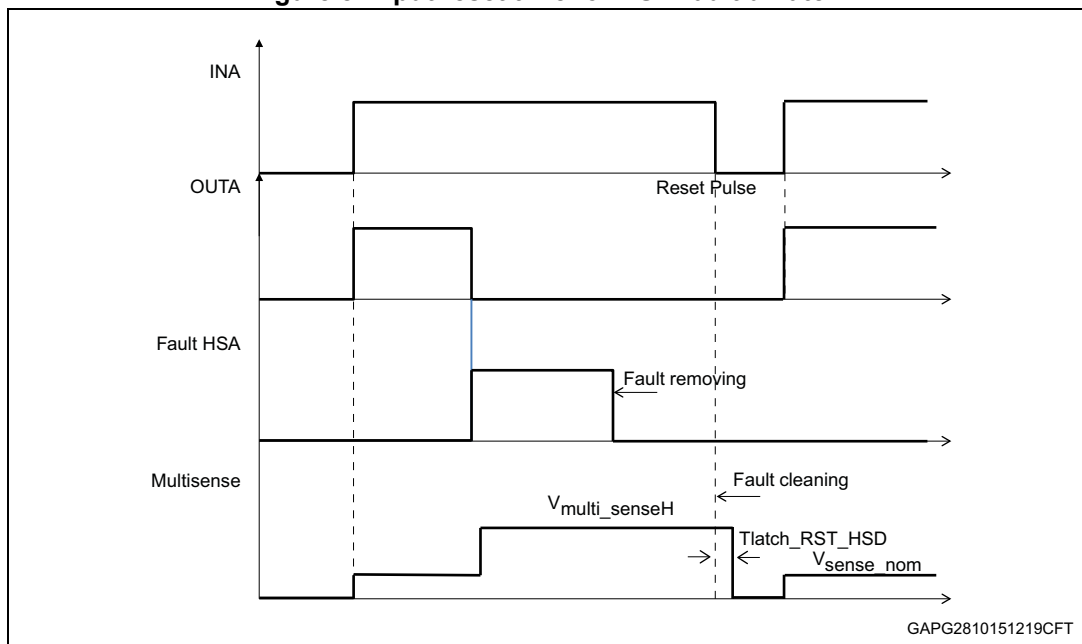 INA
Reset Pulse
OUTA
Fault HSA
Fault removing
Multisense
Fault cleaning
Vmulti_senseH
Tlatch_RST_HSD
Vsense_nom
GAPG2810151219CFT